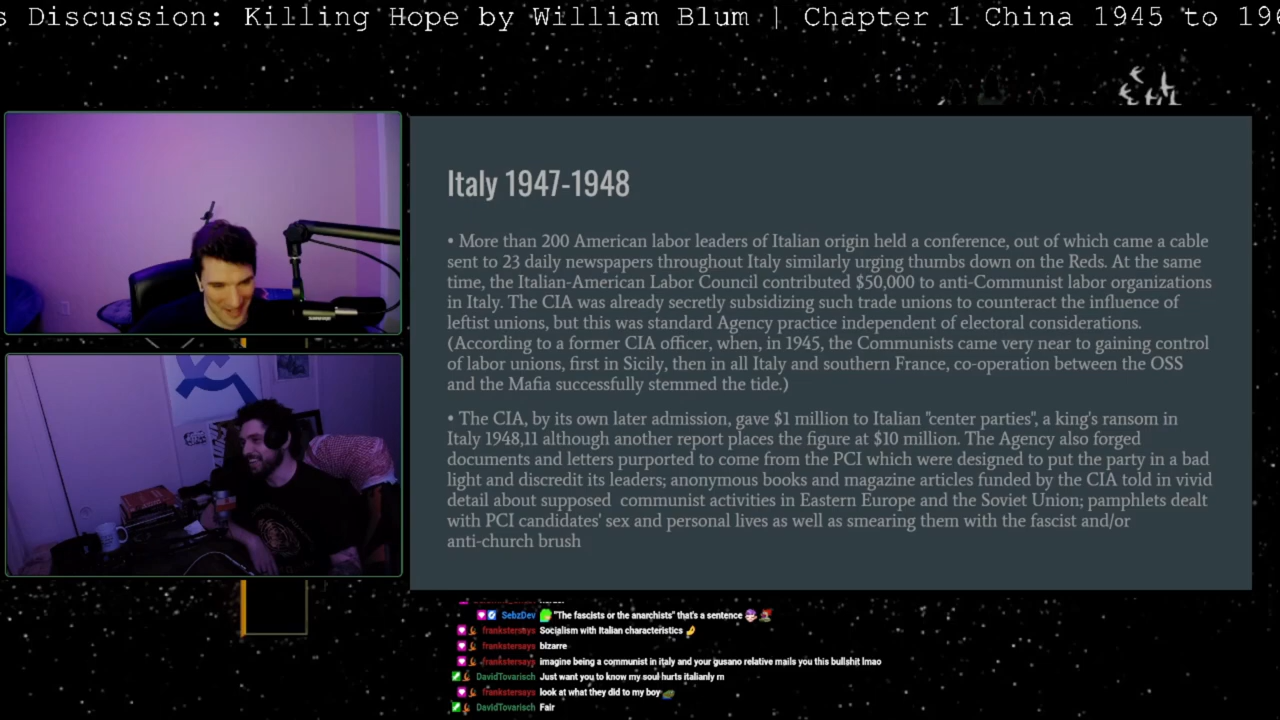 s Discussion: Killing Hope by William Blum | Chapter 1 China 1945 to 196
Italy 1947-1948
• More than 200 American labor leaders of Italian origin held a conference, out of which came a cable
sent to 23 daily newspapers throughout Italy similarly urging thumbs down on the Reds. At the same
time, the Italian-American Labor Council contributed $50,000 to anti-Communist labor organizations
in Italy. The CIA was already secretly subsidizing such trade unions to counteract the influence of
leftist unions, but this was standard Agency practice independent of electoral considerations.
(According to a former CIA officer, when, in 1945, the Communists came very near to gaining control
of labor unions, first in Sicily, then in all Italy and southern France, co-operation between the OSS
and the Mafia successfully stemmed the tide.)
• The CIA, by its own later admission, gave $1 million to Italian "center parties", a king's ransom in
Italy 1948,11 although another report places the figure at $10 million. The Agency also forged
documents and letters purported to come from the PCI which were designed to put the party in a bad
light and discredit its leaders; anonymous books and magazine articles funded by the CIA told in vivid
detail about supposed communist activities in Eastern Europe and the Soviet Union; pamphlets dealt
with PCI candidates' sex and personal lives as well as smearing them with the fascist and/or
anti-church brush
SebzDev "The fascists or the anarchists" that's a sentence
frankstersays Socialism with Italian characteristics
frankstersays bizarre
frankstersays imagine being a communist in italy and your gusano relative mails you this bullshit lmao
DavidTovarisch Just want you to know my soul hurts italianly m
frankstersays look at what they did to my boy
DavidTovarisch Fair